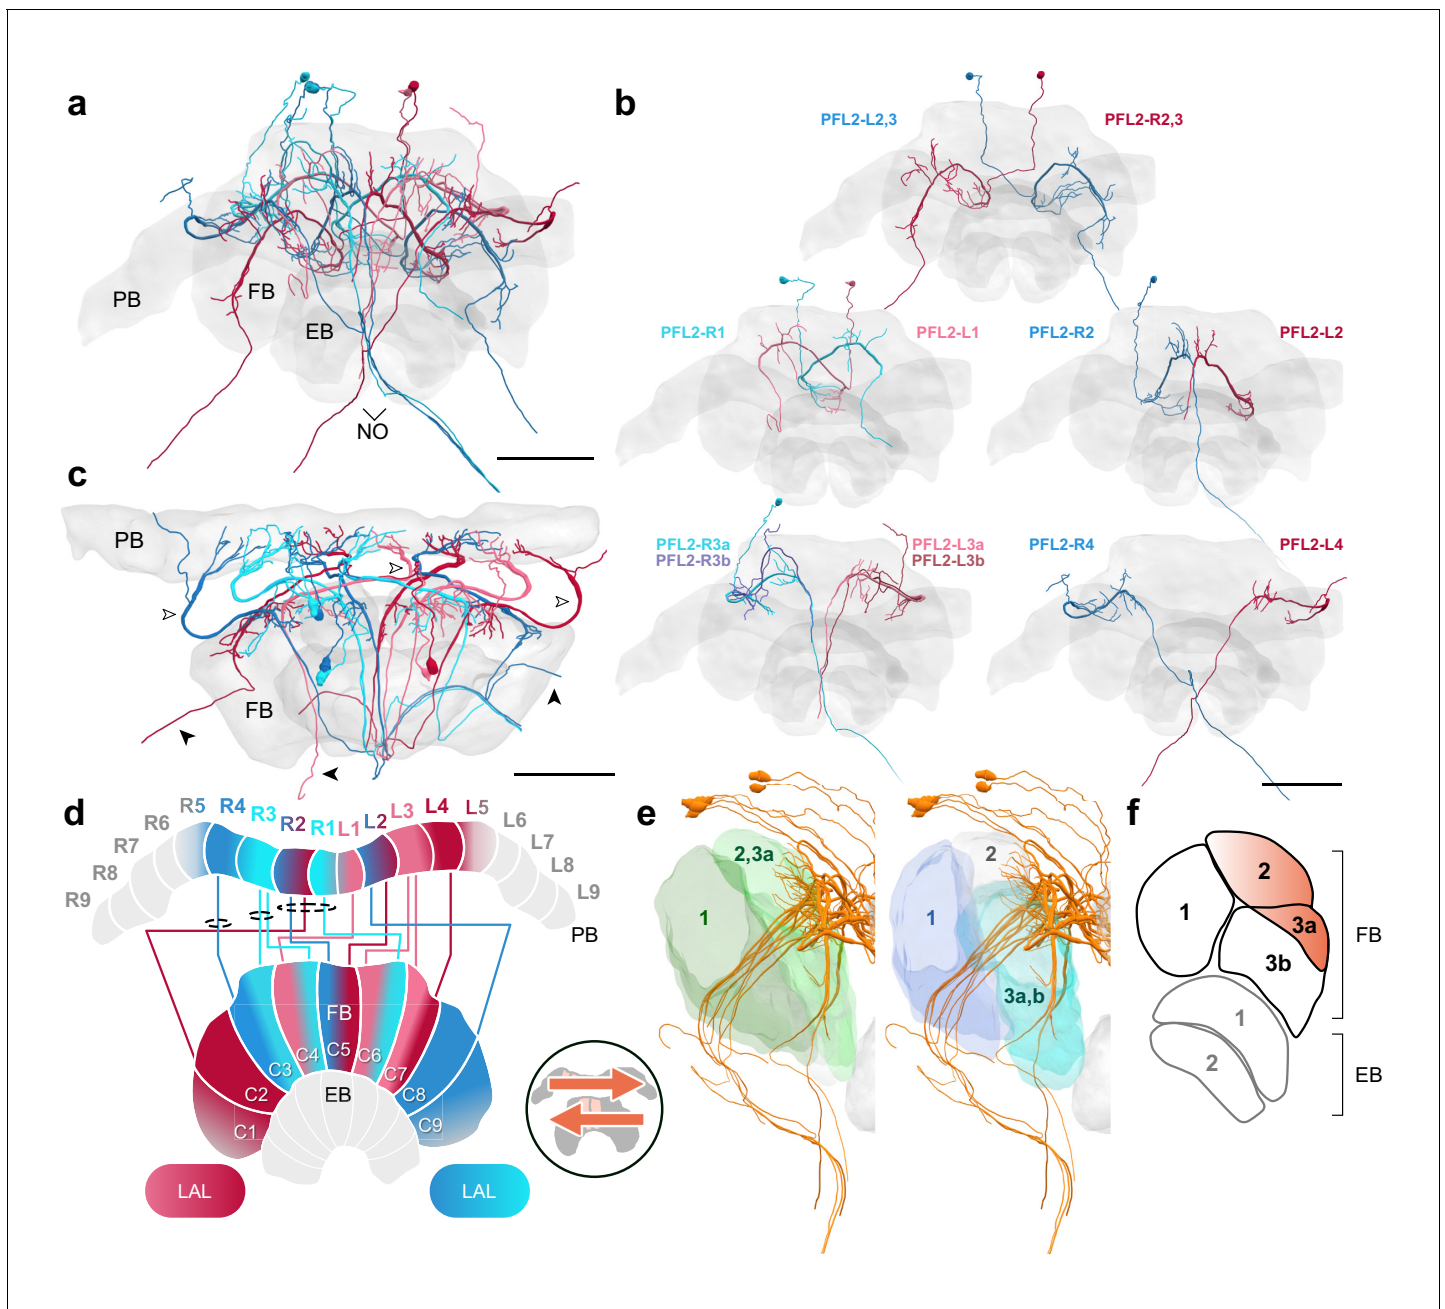 a
PB
FB
EB
NO
b
PFL2-L2,3
PFL2-R2,3
PFL2-R1
PFL2-L1
PFL2-R2
PFL2-L2
PFL2-R3a
PFL2-R3b
PFL2-L3a
PFL2-L3b
PFL2-R4
PFL2-L4
c
PB
FB
d
R9
R8
R7
R6
R5
R4
R3
R2
R1
L1
L2
L3
L4
L5
L6
L7
L8
L9
PB
FB
C1
C2
C3
C4
C5
C6
C7
C8
C9
EB
LAL
LAL
e
2,3a
1
2
1
3a,b
f
2
1
3a
3b
FB
1
2
EB